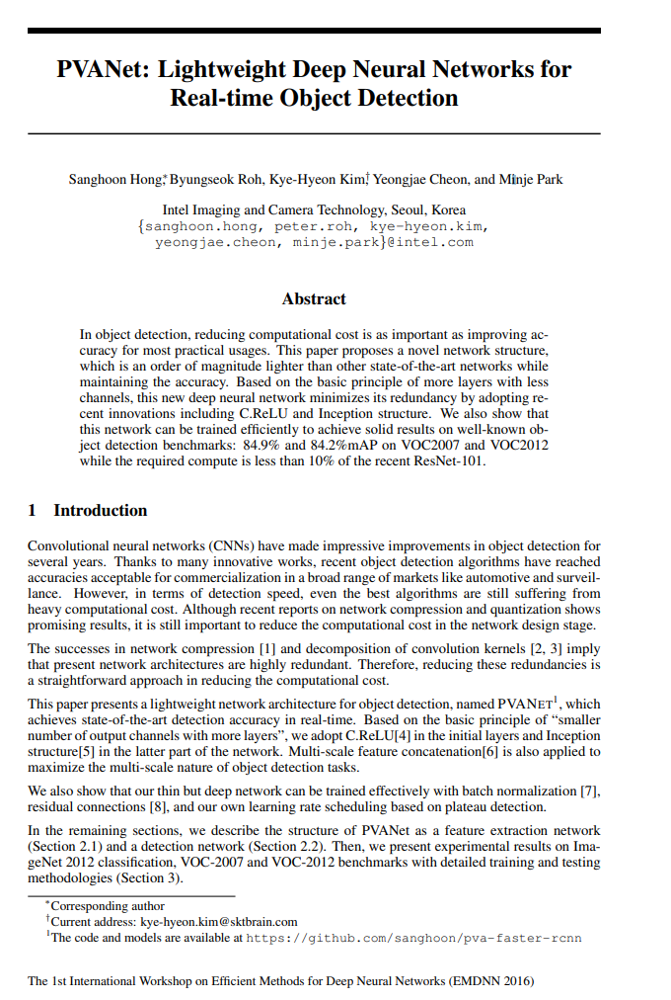 PVANet: Lightweight Deep Neural Networks for
Real-time Object Detection
Sanghoon Hong,* Byungseok Roh, Kye-Hyeon Kim,† Yeongjae Cheon, and Minje Park
Intel Imaging and Camera Technology, Seoul, Korea
{sanghoon.hong, peter.roh, kye-hyeon.kim,
yeongjae.cheon, minje.park}@intel.com
Abstract
In object detection, reducing computational cost is as important as improving ac-
curacy for most practical usages. This paper proposes a novel network structure,
which is an order of magnitude lighter than other state-of-the-art networks while
maintaining the accuracy. Based on the basic principle of more layers with less
channels, this new deep neural network minimizes its redundancy by adopting re-
cent innovations including C.ReLU and Inception structure. We also show that
this network can be trained efficiently to achieve solid results on well-known ob-
ject detection benchmarks: 84.9% and 84.2%mAP on VOC2007 and VOC2012
while the required compute is less than 10% of the recent ResNet-101.
1 Introduction
Convolutional neural networks (CNNs) have made impressive improvements in object detection for
several years. Thanks to many innovative works, recent object detection algorithms have reached
accuracies acceptable for commercialization in a broad range of markets like automotive and surveil-
lance. However, in terms of detection speed, even the best algorithms are still suffering from
heavy computational cost. Although recent reports on network compression and quantization shows
promising results, it is still important to reduce the computational cost in the network design stage.
The successes in network compression [1] and decomposition of convolution kernels [2, 3] imply
that present network architectures are highly redundant. Therefore, reducing these redundancies is
a straightforward approach in reducing the computational cost.
This paper presents a lightweight network architecture for object detection, named PVANET¹, which
achieves state-of-the-art detection accuracy in real-time. Based on the basic principle of “smaller
number of output channels with more layers”, we adopt C.ReLU[4] in the initial layers and Inception
structure[5] in the latter part of the network. Multi-scale feature concatenation[6] is also applied to
maximize the multi-scale nature of object detection tasks.
We also show that our thin but deep network can be trained effectively with batch normalization [7],
residual connections [8], and our own learning rate scheduling based on plateau detection.
In the remaining sections, we describe the structure of PVANet as a feature extraction network
(Section 2.1) and a detection network (Section 2.2). Then, we present experimental results on Ima-
geNet 2012 classification, VOC-2007 and VOC-2012 benchmarks with detailed training and testing
methodologies (Section 3).
*Corresponding author
†Current address: kye-hyeon.kim@sktbrain.com
¹The code and models are available at https://github.com/sanghoon/pva-faster-rcnn
The 1st International Workshop on Efficient Methods for Deep Neural Networks (EMDNN 2016)